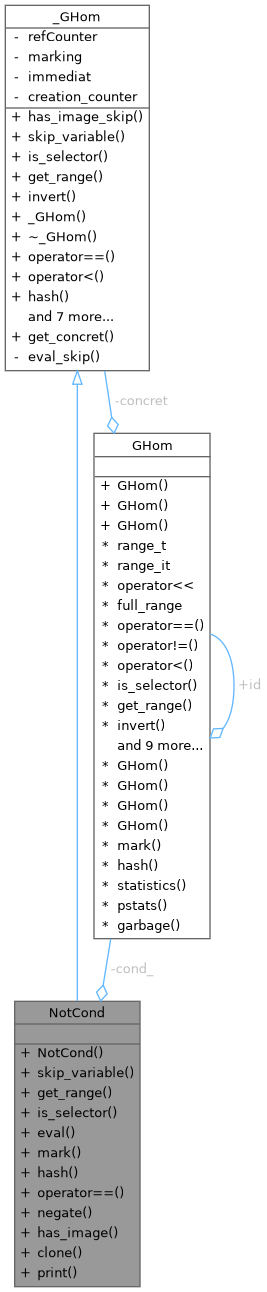 _GHom
- refCounter
- marking
- immediat
- creation_counter
+ has_image_skip()
+ skip_variable()
+ is_selector()
+ get_range()
+ invert()
+ _GHom()
+ ~_GHom()
+ operator==()
+ operator<()
+ hash()
and 7 more...
+ get_concret()
- eval_skip()
-concret
GHom
+ GHom()
+ GHom()
+ GHom()
* range_t
* range_it
* operator<<
* full_range
* operator==()
* operator!=()
* operator<()
* is_selector()
* get_range()
* invert()
and 9 more...
* GHom()
* GHom()
* GHom()
* GHom()
* mark()
* hash()
* statistics()
* pstats()
* garbage()
+id
-cond_
NotCond
+ NotCond()
+ skip_variable()
+ get_range()
+ is_selector()
+ eval()
+ mark()
+ hash()
+ operator==()
+ negate()
+ has_image()
+ clone()
+ print()